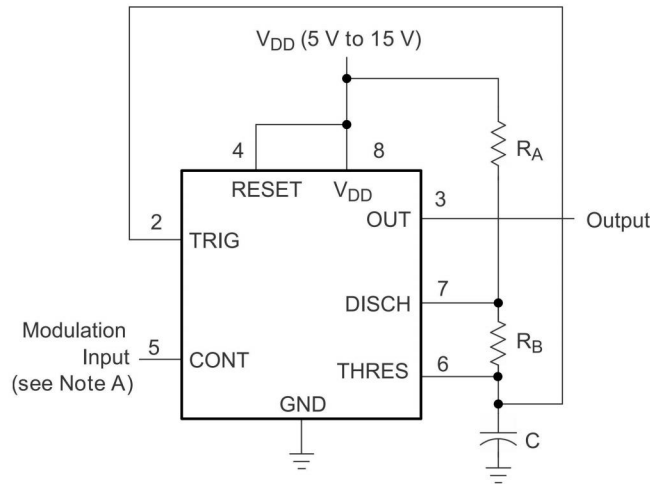 V_DD (5 V to 15 V)
4
8
R_A
RESET
V_DD
3
2
OUT
Output
TRIG
7
DISCH
Modulation
Input
(see Note A)
5
R_B
CONT
6
THRES
GND
C